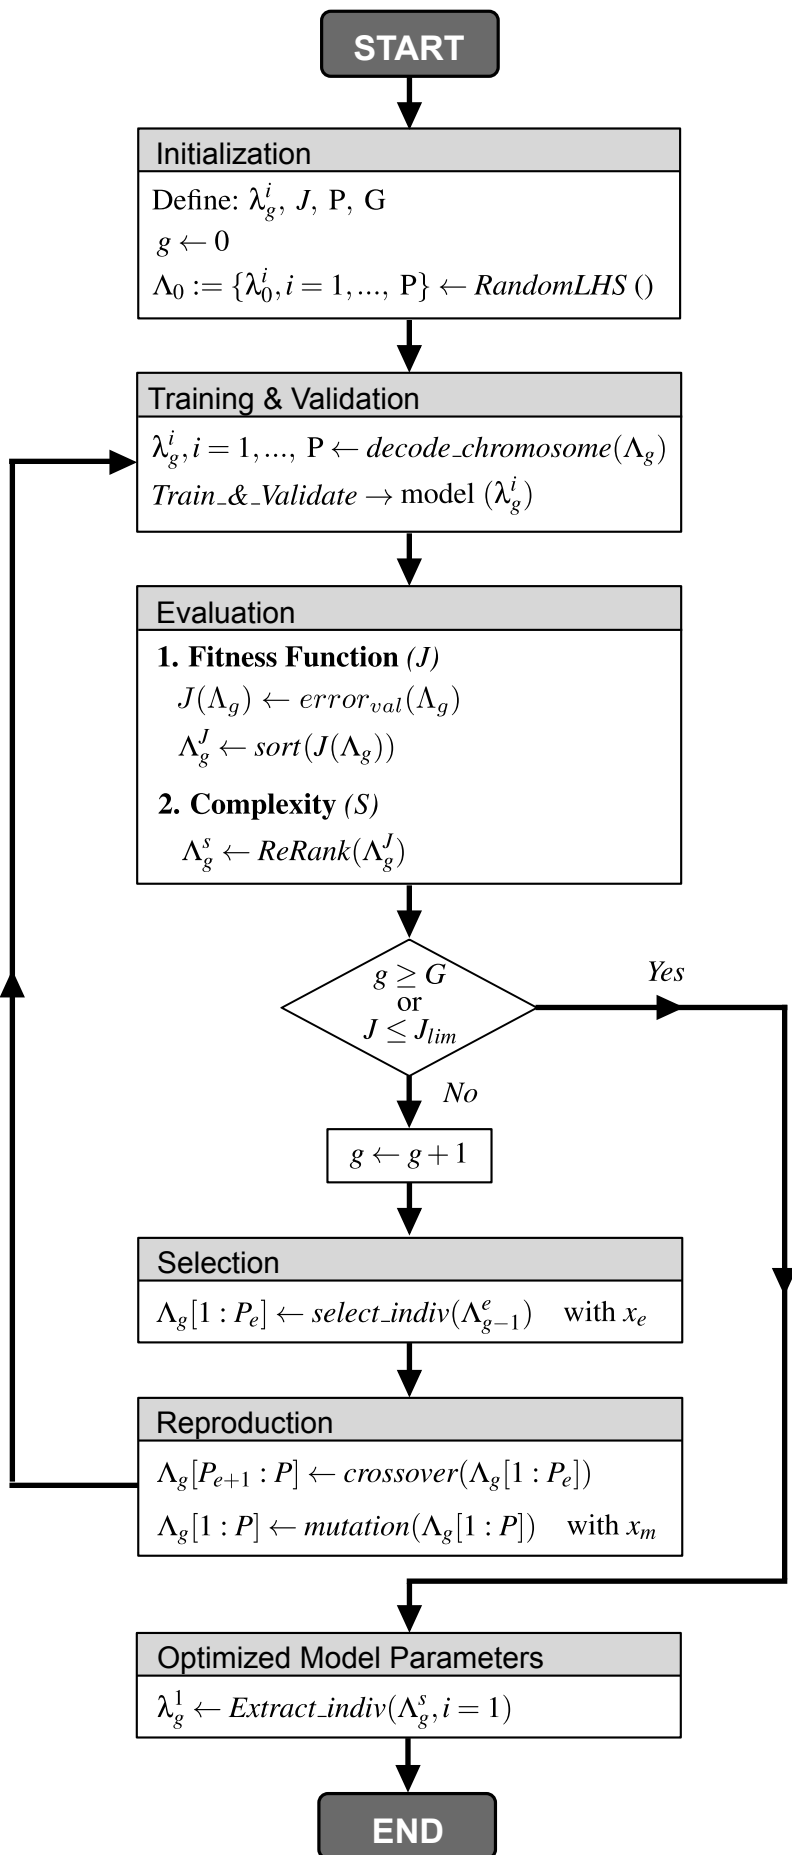 START
Initialization
Define: λ_g^i, J, P, G
g ← 0
Λ_0 := {λ_0^i, i = 1, ..., P} ← RandomLHS ()
Training & Validation
λ_g^i, i = 1, ..., P ← decode_chromosome(Λ_g)
Train_&_Validate → model (λ_g^i)
Evaluation
1. Fitness Function (J)
J(Λ_g) ← error_val(Λ_g)
Λ_g^J ← sort(J(Λ_g))
2. Complexity (S)
Λ_g^s ← ReRank(Λ_g^J)
g ≥ G
or
J ≤ J_lim
Yes
No
g ← g + 1
Selection
Λ_g[1 : P_e] ← select_indiv(Λ_{g−1}^e) with x_e
Reproduction
Λ_g[P_{e+1} : P] ← crossover(Λ_g[1 : P_e])
Λ_g[1 : P] ← mutation(Λ_g[1 : P]) with x_m
Optimized Model Parameters
λ_g^1 ← Extract_indiv(Λ_g^s, i = 1)
END